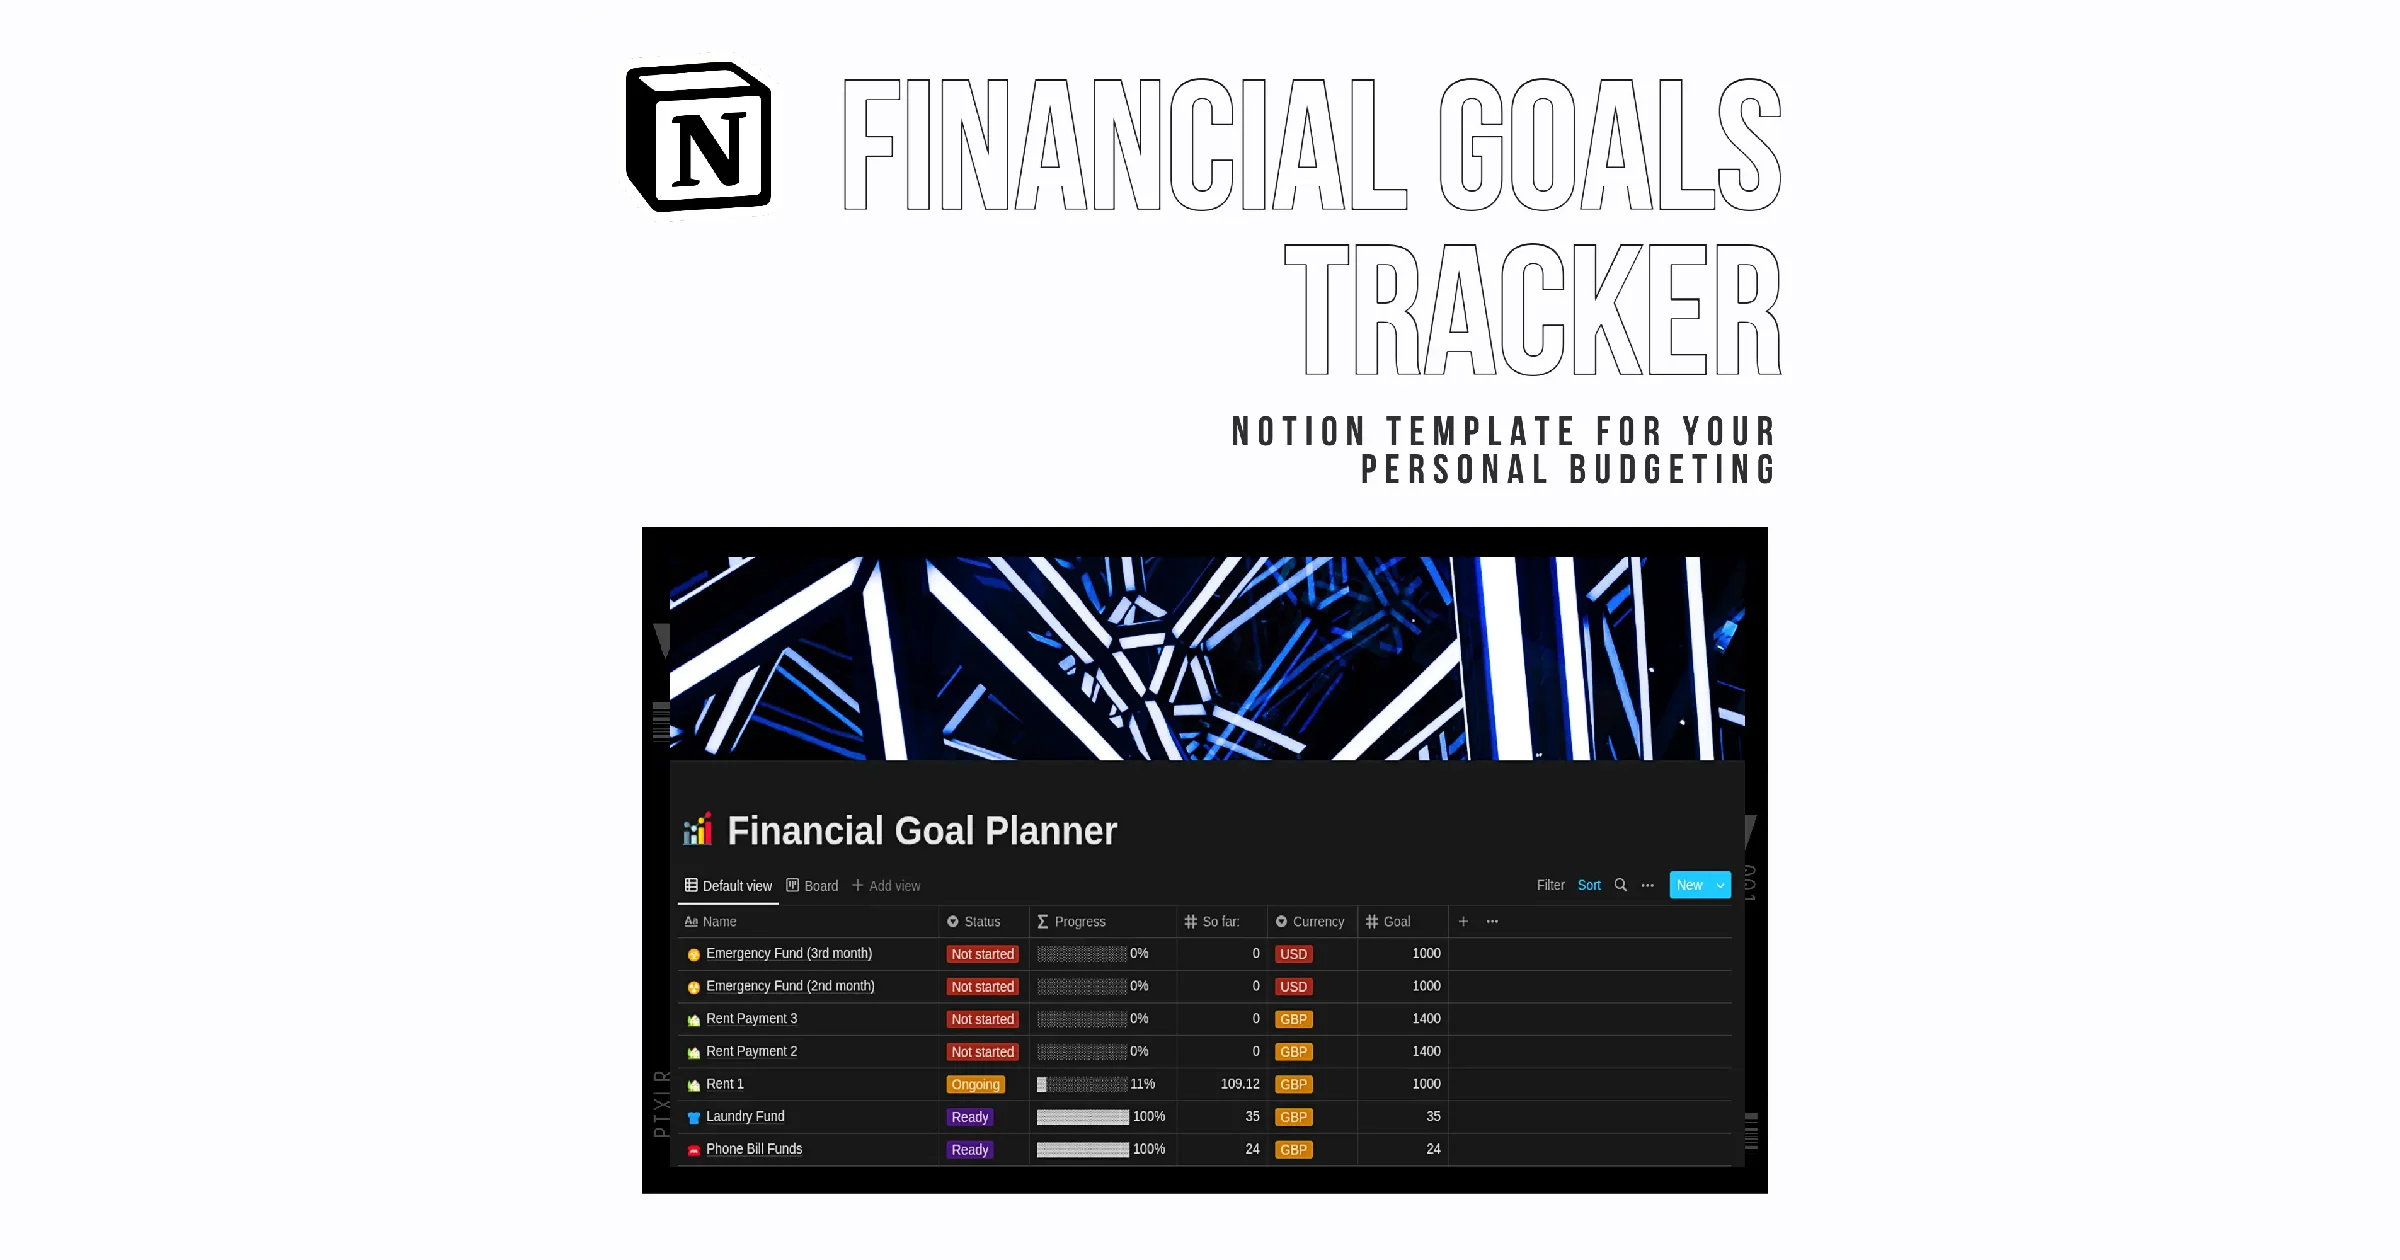 N
FINANCIAL GOALS
TRACKER
NOTION TEMPLATE FOR YOUR
PERSONAL BUDGETING
Financial Goal Planner
Default view Board + Add view Filter Sort ••• New
Aa Name Status Σ Progress # So far: Currency # Goal + •••
Emergency Fund (3rd month) Not started 0% 0 USD 1000
Emergency Fund (2nd month) Not started 0% 0 USD 1000
Rent Payment 3 Not started 0% 0 GBP 1400
Rent Payment 2 Not started 0% 0 GBP 1400
Rent 1 Ongoing 11% 109.12 GBP 1000
Laundry Fund Ready 100% 35 GBP 35
Phone Bill Funds Ready 100% 24 GBP 24